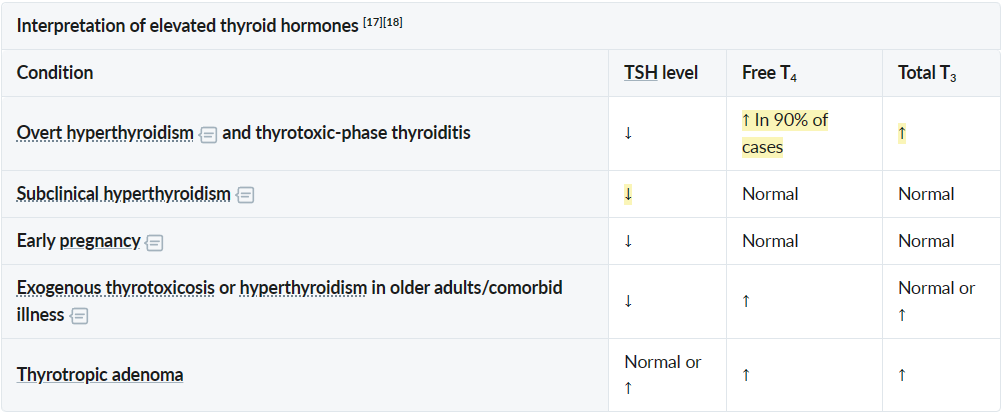 Interpretation of elevated thyroid hormones [17][18]
Condition TSH level Free T4 Total T3
Overt hyperthyroidism and thyrotoxic-phase thyroiditis ↓ ↑ In 90% of cases ↑
Subclinical hyperthyroidism ↓ Normal Normal
Early pregnancy ↓ Normal Normal
Exogenous thyrotoxicosis or hyperthyroidism in older adults/comorbid illness ↓ ↑ Normal or ↑
Thyrotropic adenoma Normal or ↑ ↑ ↑